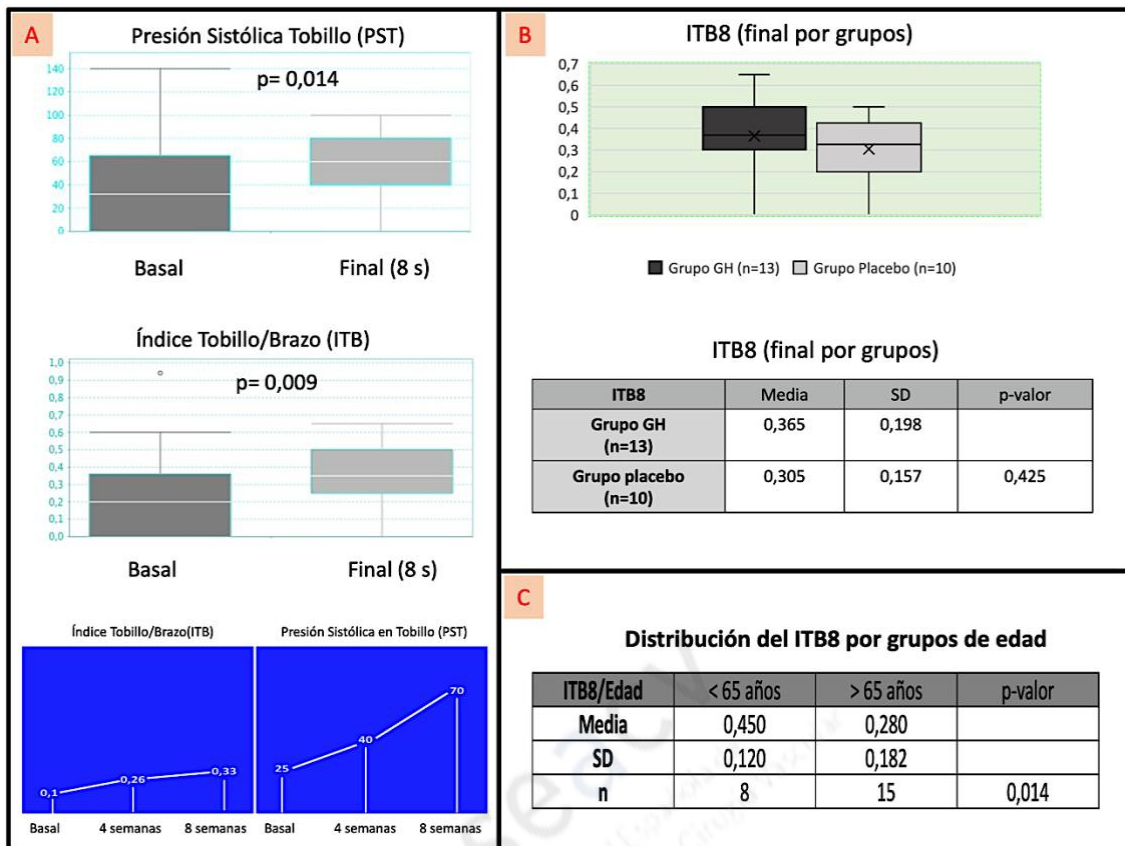 A
Presión Sistólica Tobillo (PST)
p= 0,014
140
120
100
80
60
40
20
0
Basal
Final (8 s)
Índice Tobillo/Brazo (ITB)
p= 0,009
1,0
0,9
0,8
0,7
0,6
0,5
0,4
0,3
0,2
0,1
0,0
Basal
Final (8 s)
Índice Tobillo/Brazo(ITB)
0,1
0,26
0,33
Basal
4 semanas
8 semanas
Presión Sistólica en Tobillo (PST)
25
40
70
Basal
4 semanas
8 semanas
B
ITB8 (final por grupos)
0,7
0,6
0,5
0,4
0,3
0,2
0,1
0
Grupo GH (n=13) Grupo Placebo (n=10)
ITB8 (final por grupos)
ITB8 Media SD p-valor
Grupo GH
(n=13) 0,365 0,198
Grupo placebo
(n=10) 0,305 0,157 0,425
C
Distribución del ITB8 por grupos de edad
ITB8/Edad < 65 años > 65 años p-valor
Media 0,450 0,280
SD 0,120 0,182
n 8 15 0,014
seacv